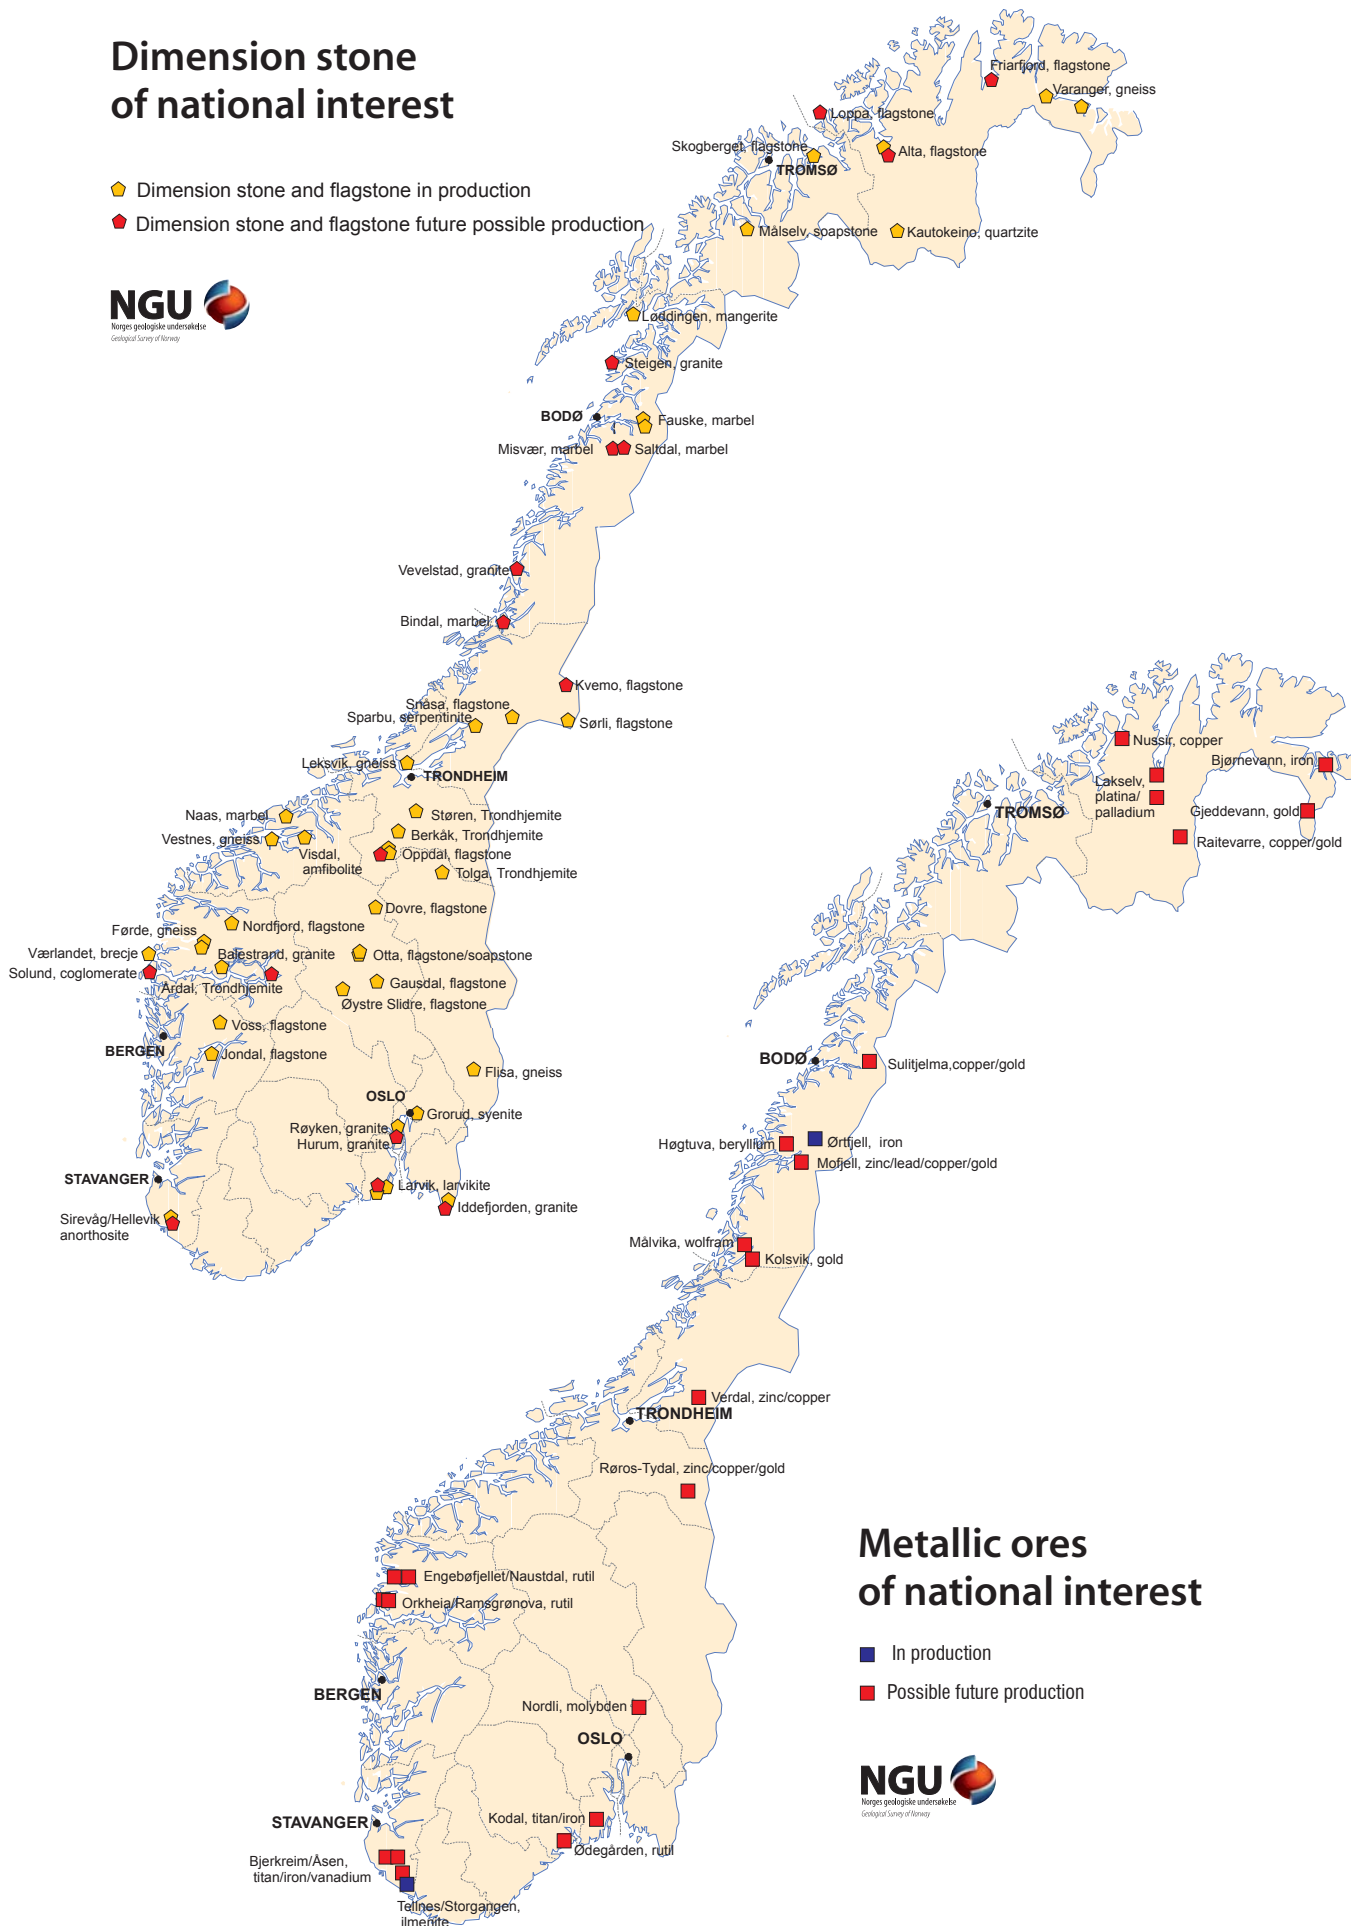 Dimension stone
of national interest
Dimension stone and flagstone in production
Dimension stone and flagstone future possible production
NGU
Norges geologiske undersøkelse
Geological Survey of Norway
Friarfjord, flagstone
Varanger, gneiss
Loppa, flagstone
Skogberget, flagstone
Alta, flagstone
TROMSØ
Målselv, soapstone
Kautokeino, quartzite
Løddingen, mangerite
Steigen, granite
BODØ
Fauske, marbel
Misvær, marbel
Saltdal, marbel
Vevelstad, granite
Bindal, marbel
Kvemo, flagstone
Snåsa, flagstone
Sparbu, serpentinite
Sørli, flagstone
Leksvik, gneiss
TRONDHEIM
Naas, marbel
Støren, Trondhjemite
Vestnes, gneiss
Berkåk, Trondhjemite
Visdal,
amfibolite
Oppdal, flagstone
Tolga, Trondhjemite
Dovre, flagstone
Nordfjord, flagstone
Førde, gneiss
Værlandet, brecje
Balestrand, granite
Otta, flagstone/soapstone
Solund, coglomerate
Årdal, Trondhjemite
Gausdal, flagstone
Øystre Slidre, flagstone
Voss, flagstone
BERGEN
Jondal, flagstone
Flisa, gneiss
OSLO
Grorud, syenite
Røyken, granite
Hurum, granite
STAVANGER
Larvik, larvikite
Iddefjorden, granite
Sirevåg/Hellevik
anorthosite
Nussir, copper
Bjørnevann, iron
Lakselv,
platina/
palladium
Gjeddevann, gold
TROMSØ
Raitevarre, copper/gold
BODØ
Sulitjelma,copper/gold
Høgtuva, beryllium
Ørtfjell, iron
Mofjell, zinc/lead/copper/gold
Målvika, wolfram
Kolsvik, gold
Verdal, zinc/copper
TRONDHEIM
Røros-Tydal, zinc/copper/gold
Metallic ores
of national interest
In production
Possible future production
NGU
Norges geologiske undersøkelse
Geological Survey of Norway
Engebøfjellet/Naustdal, rutil
Orkheia/Ramsgrønova, rutil
BERGEN
Nordli, molybden
OSLO
STAVANGER
Kodal, titan/iron
Ødegården, rutil
Bjerkreim/Åsen,
titan/iron/vanadium
Tellnes/Storgangen,
ilmenite